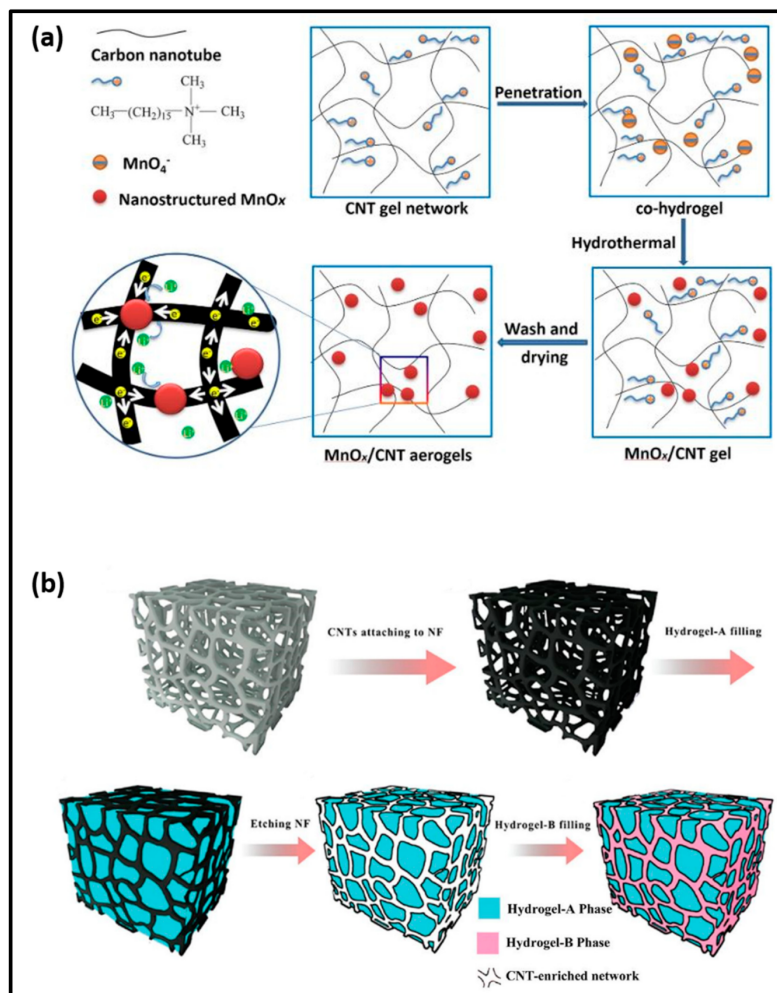 (a)
Carbon nanotube
CH₃
CH₃—(CH₂)₁₅—N⁺—CH₃
CH₃
MnO₄⁻
Nanostructured MnOx
CNT gel network
Penetration
co-hydrogel
Hydrothermal
MnOx/CNT gel
Wash and
drying
MnOx/CNT aerogels
e⁻
Li⁺
(b)
CNTs attaching to NF
Hydrogel-A filling
Etching NF
Hydrogel-B filling
Hydrogel-A Phase
Hydrogel-B Phase
CNT-enriched network